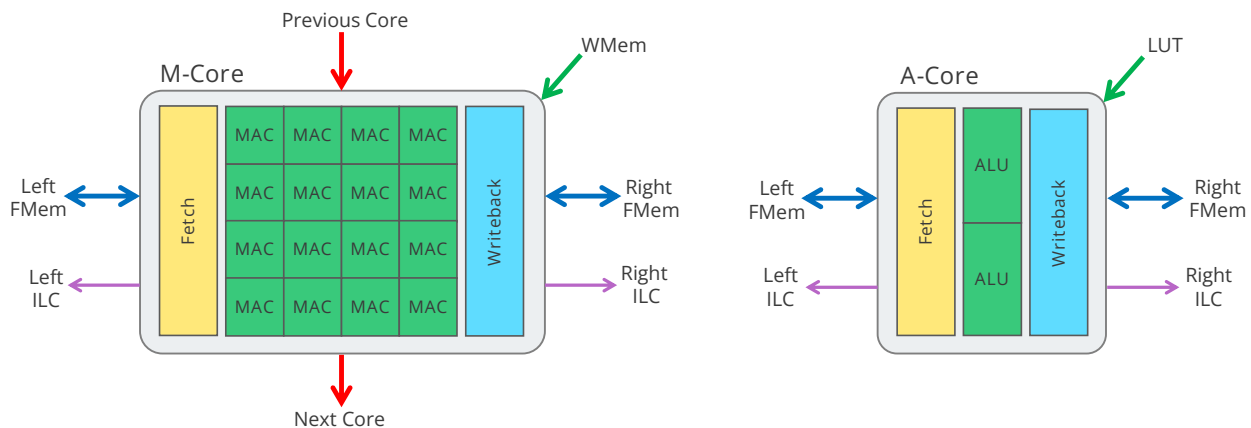 Previous Core
WMem
M-Core
Fetch
MAC MAC MAC MAC
MAC MAC MAC MAC
MAC MAC MAC MAC
MAC MAC MAC MAC
Writeback
Left
FMem
Right
FMem
Left
ILC
Right
ILC
Next Core
LUT
A-Core
Fetch
ALU
ALU
Writeback
Left
FMem
Right
FMem
Left
ILC
Right
ILC